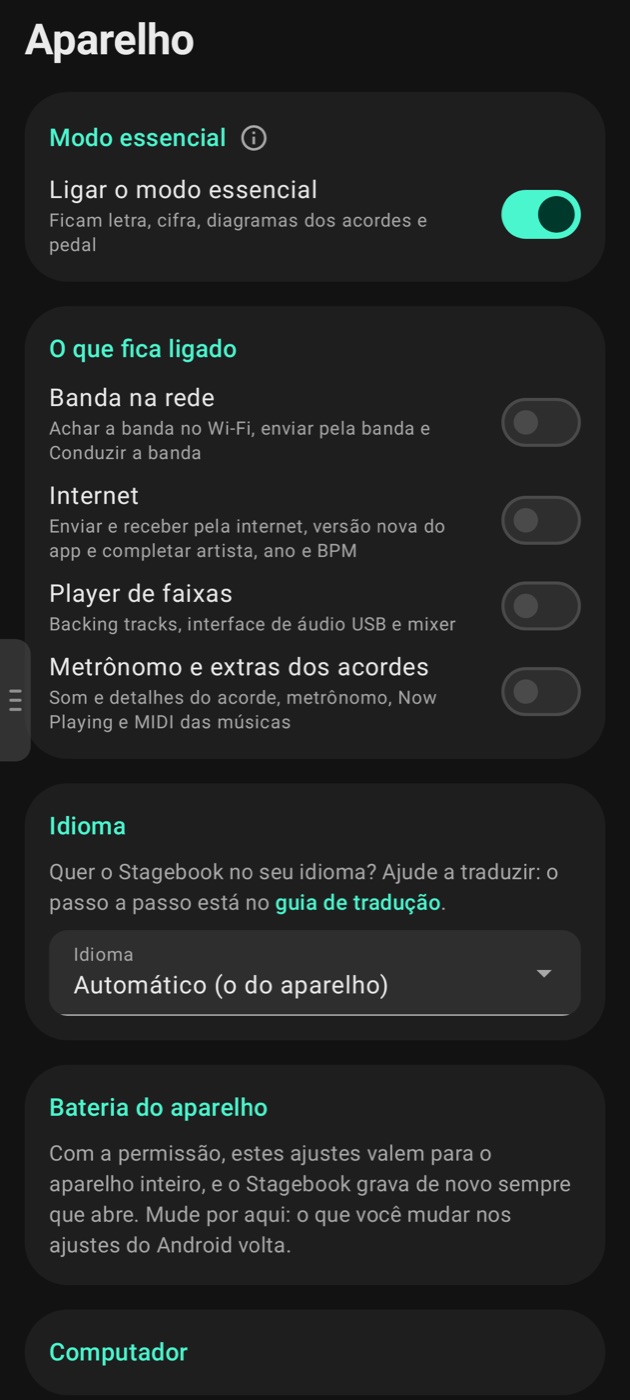 Aparelho
Modo essencial
Ligar o modo essencial
Ficam letra, cifra, diagramas dos acordes e
pedal
O que fica ligado
Banda na rede
Achar a banda no Wi-Fi, enviar pela banda e
Conduzir a banda
Internet
Enviar e receber pela internet, versão nova do
app e completar artista, ano e BPM
Player de faixas
Backing tracks, interface de áudio USB e mixer
Metrônomo e extras dos acordes
Som e detalhes do acorde, metrônomo, Now
Playing e MIDI das músicas
Idioma
Quer o Stagebook no seu idioma? Ajude a traduzir: o
passo a passo está no guia de tradução.
Idioma
Automático (o do aparelho)
Bateria do aparelho
Com a permissão, estes ajustes valem para o
aparelho inteiro, e o Stagebook grava de novo sempre
que abre. Mude por aqui: o que você mudar nos
ajustes do Android volta.
Computador